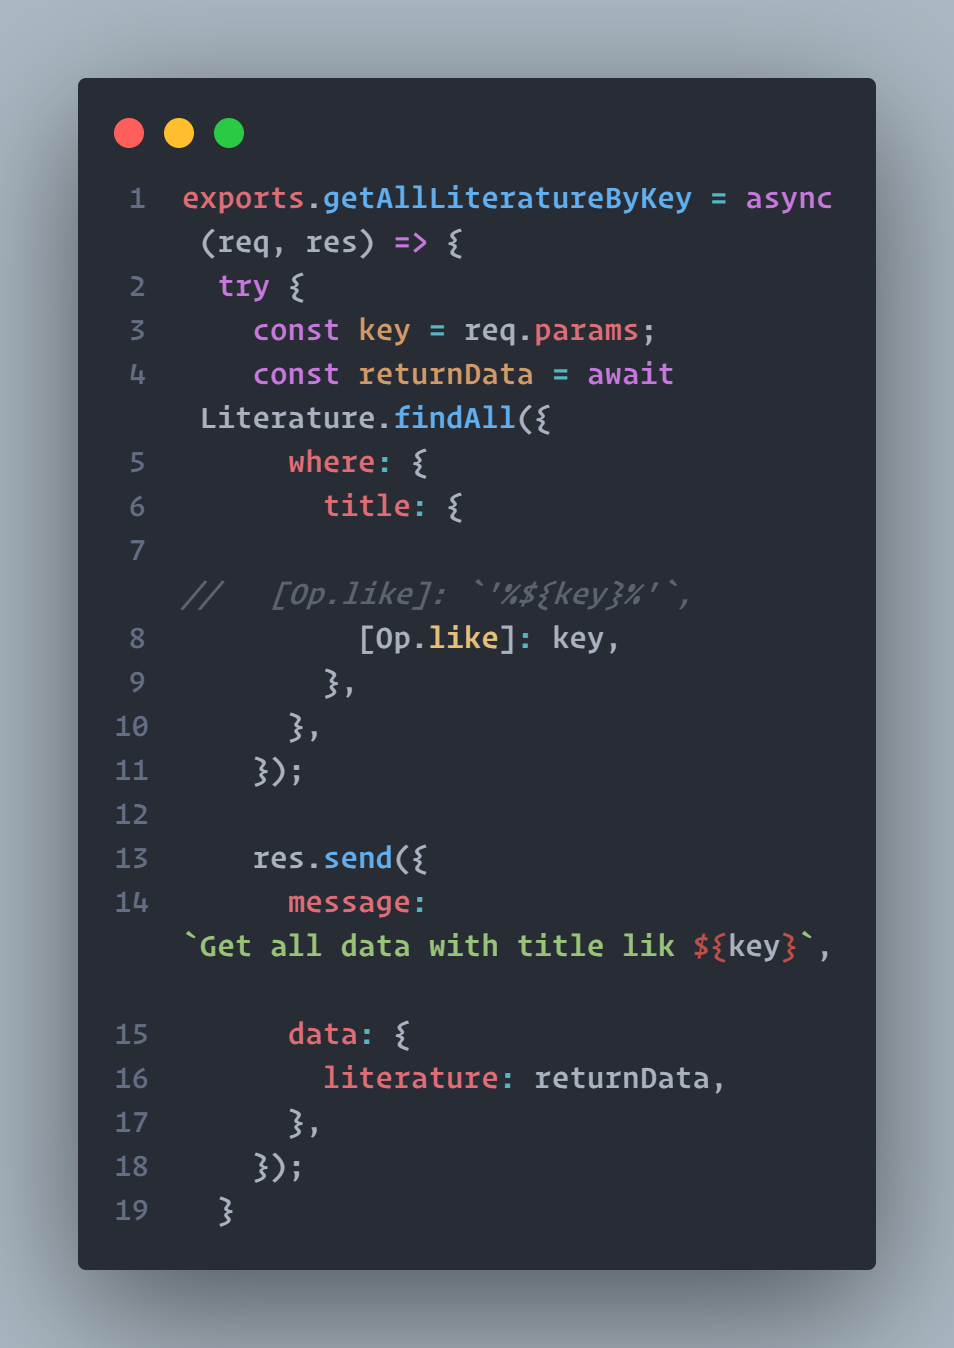 1 exports.getAllLiteratureByKey = async
(req, res) => {
2 try {
3 const key = req.params;
4 const returnData = await
Literature.findAll({
5 where: {
6 title: {
7
// [Op.like]: `'%${key}%'`,
8 [Op.like]: key,
9 },
10 },
11 });
12
13 res.send({
14 message:
`Get all data with title lik ${key}`,
15 data: {
16 literature: returnData,
17 },
18 });
19 }